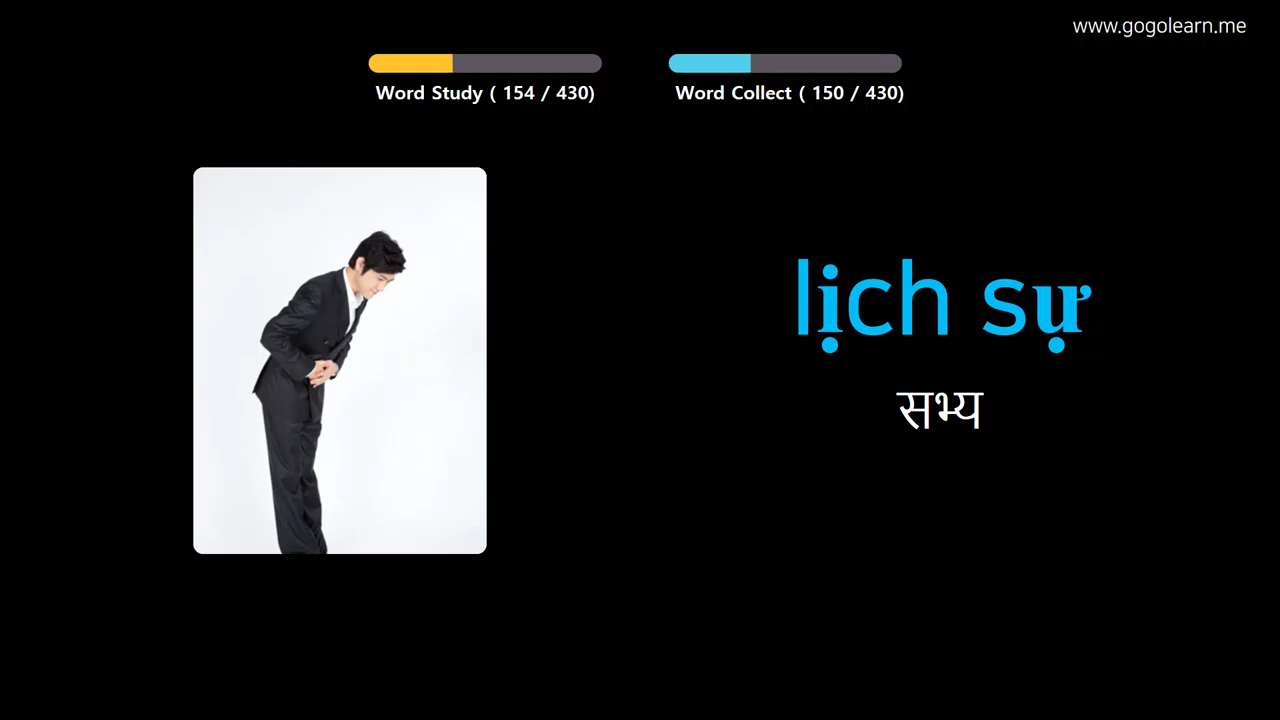 www.gogolearn.me
Word Study ( 154 / 430)
Word Collect ( 150 / 430)
lịch sự
सभ्य